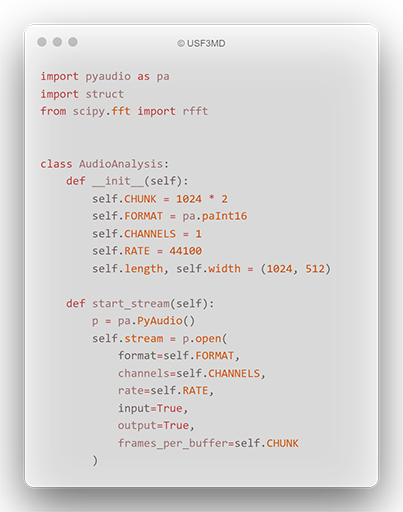 © USF3MD
import pyaudio as pa
import struct
from scipy.fft import rfft
class AudioAnalysis:
    def __init__(self):
        self.CHUNK = 1024 * 2
        self.FORMAT = pa.paInt16
        self.CHANNELS = 1
        self.RATE = 44100
        self.length, self.width = (1024, 512)
    def start_stream(self):
        p = pa.PyAudio()
        self.stream = p.open(
            format=self.FORMAT,
            channels=self.CHANNELS,
            rate=self.RATE,
            input=True,
            output=True,
            frames_per_buffer=self.CHUNK
        )